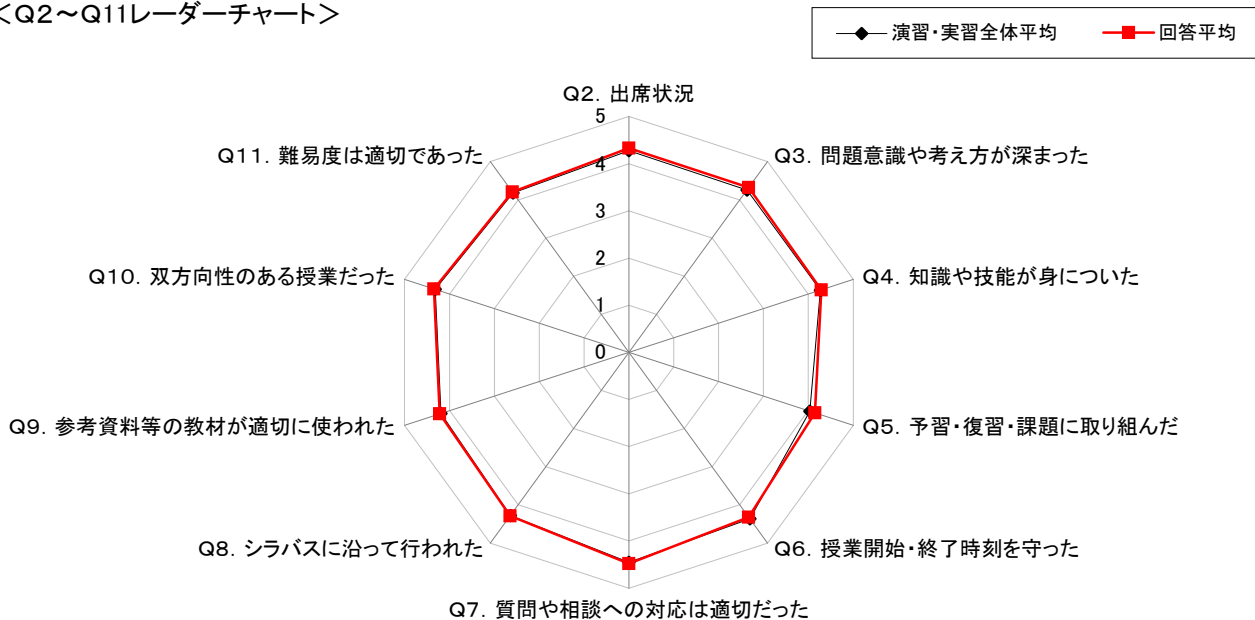 <Q2~Q11レーダーチャート>
演習・実習全体平均
回答平均
Q2. 出席状況
Q3. 問題意識や考え方が深まった
Q4. 知識や技能が身についた
Q5. 予習・復習・課題に取り組んだ
Q6. 授業開始・終了時刻を守った
Q7. 質問や相談への対応は適切だった
Q8. シラバスに沿って行われた
Q9. 参考資料等の教材が適切に使われた
Q10. 双方向性のある授業だった
Q11. 難易度は適切であった
5
4
3
2
1
0